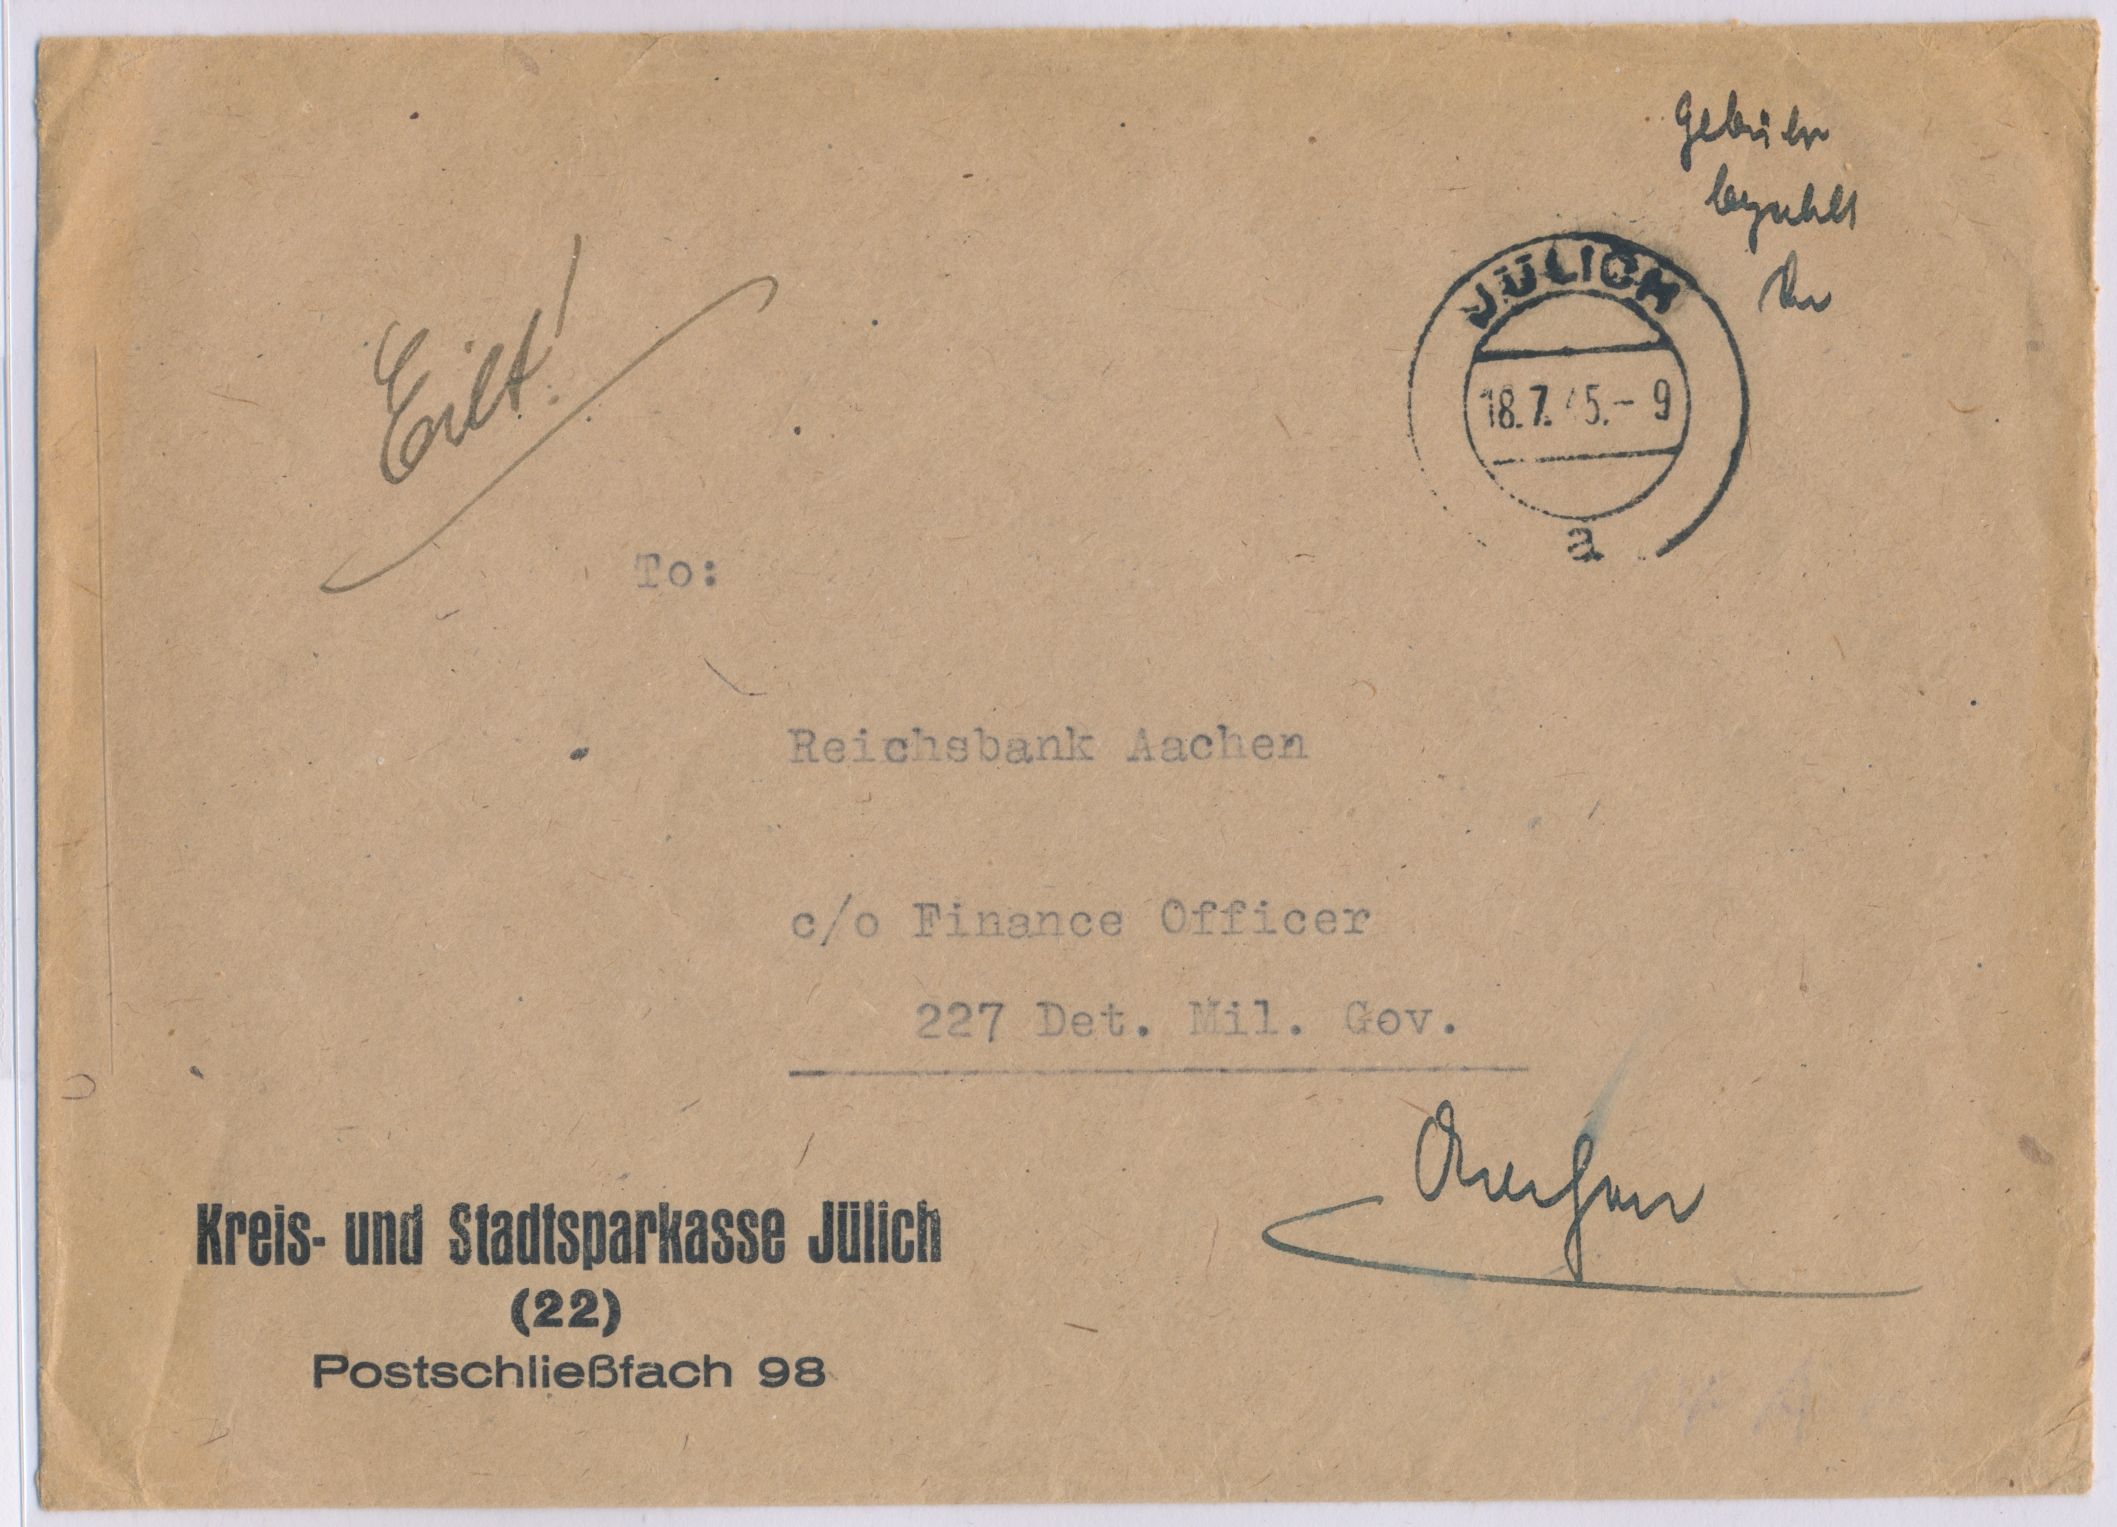 Gebühr
bezahlt
JÜLICH
18.7.45.-9
a
Eilt!
To:
Reichsbank Aachen
c/o Finance Officer
227 Det. Mil. Gov.
Aachen
Kreis- und Stadtsparkasse Jülich
(22)
Postschließfach 98